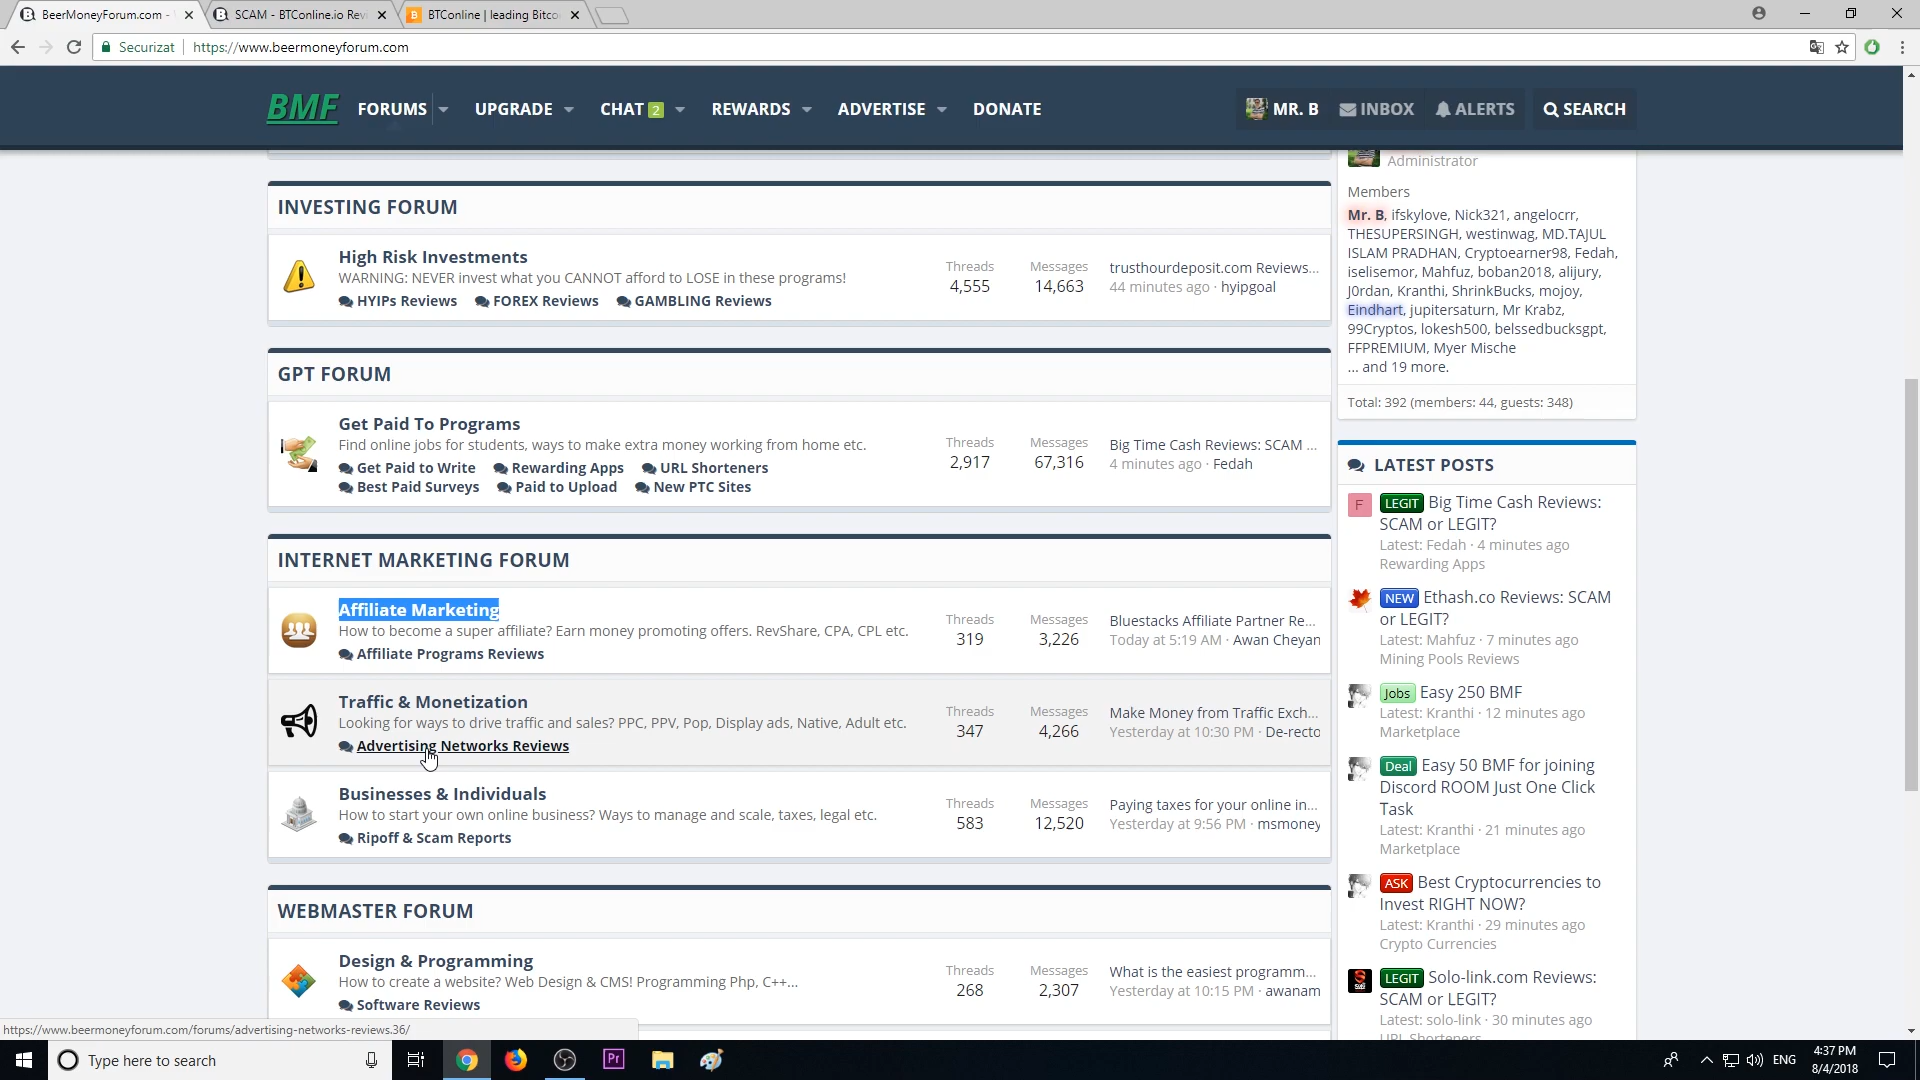 BeerMoneyForum.com -
SCAM - BTConline.io Rev
BTConline | leading Bitco
Securizat
https://www.beermoneyforum.com
BMF
FORUMS
UPGRADE
CHAT 2
REWARDS
ADVERTISE
DONATE
MR. B
INBOX
ALERTS
SEARCH
INVESTING FORUM
High Risk Investments
WARNING: NEVER invest what you CANNOT afford to LOSE in these programs!
HYIPs Reviews FOREX Reviews GAMBLING Reviews
Threads
4,555
Messages
14,663
trusthourdeposit.com Reviews...
44 minutes ago · hyipgoal
GPT FORUM
Get Paid To Programs
Find online jobs for students, ways to make extra money working from home etc.
Get Paid to Write Rewarding Apps URL Shorteners
Best Paid Surveys Paid to Upload New PTC Sites
Threads
2,917
Messages
67,316
Big Time Cash Reviews: SCAM ...
4 minutes ago · Fedah
INTERNET MARKETING FORUM
Affiliate Marketing
How to become a super affiliate? Earn money promoting offers. RevShare, CPA, CPL etc.
Affiliate Programs Reviews
Threads
319
Messages
3,226
Bluestacks Affiliate Partner Re...
Today at 5:19 AM · Awan Cheyan
Traffic & Monetization
Looking for ways to drive traffic and sales? PPC, PPV, Pop, Display ads, Native, Adult etc.
Advertising Networks Reviews
Threads
347
Messages
4,266
Make Money from Traffic Exch...
Yesterday at 10:30 PM · De-recto
Businesses & Individuals
How to start your own online business? Ways to manage and scale, taxes, legal etc.
Ripoff & Scam Reports
Threads
583
Messages
12,520
Paying taxes for your online in...
Yesterday at 9:56 PM · msmoney
WEBMASTER FORUM
Design & Programming
How to create a website? Web Design & CMS! Programming Php, C++...
Software Reviews
Threads
268
Messages
2,307
What is the easiest programm...
Yesterday at 10:15 PM · awanam
Administrator
Members
Mr. B, ifskylove, Nick321, angelocrr,
THESUPERSINGH, westinwag, MD.TAJUL
ISLAM PRADHAN, Cryptoearner98, Fedah,
iselisemor, Mahfuz, boban2018, alijury,
J0rdan, Kranthi, ShrinkBucks, mojoy,
Eindhart, jupitersaturn, Mr Krabz,
99Cryptos, lokesh500, belssedbucksgpt,
FFPREMIUM, Myer Mische
... and 19 more.
Total: 392 (members: 44, guests: 348)
LATEST POSTS
F
LEGIT Big Time Cash Reviews:
SCAM or LEGIT?
Latest: Fedah · 4 minutes ago
Rewarding Apps
NEW Ethash.co Reviews: SCAM
or LEGIT?
Latest: Mahfuz · 7 minutes ago
Mining Pools Reviews
Jobs Easy 250 BMF
Latest: Kranthi · 12 minutes ago
Marketplace
Deal Easy 50 BMF for joining
Discord ROOM Just One Click
Task
Latest: Kranthi · 21 minutes ago
Marketplace
ASK Best Cryptocurrencies to
Invest RIGHT NOW?
Latest: Kranthi · 29 minutes ago
Crypto Currencies
LEGIT Solo-link.com Reviews:
SCAM or LEGIT?
Latest: solo-link · 30 minutes ago
URL Shorteners
https://www.beermoneyforum.com/forums/advertising-networks-reviews.36/
Type here to search
Pr
ENG
4:37 PM
8/4/2018